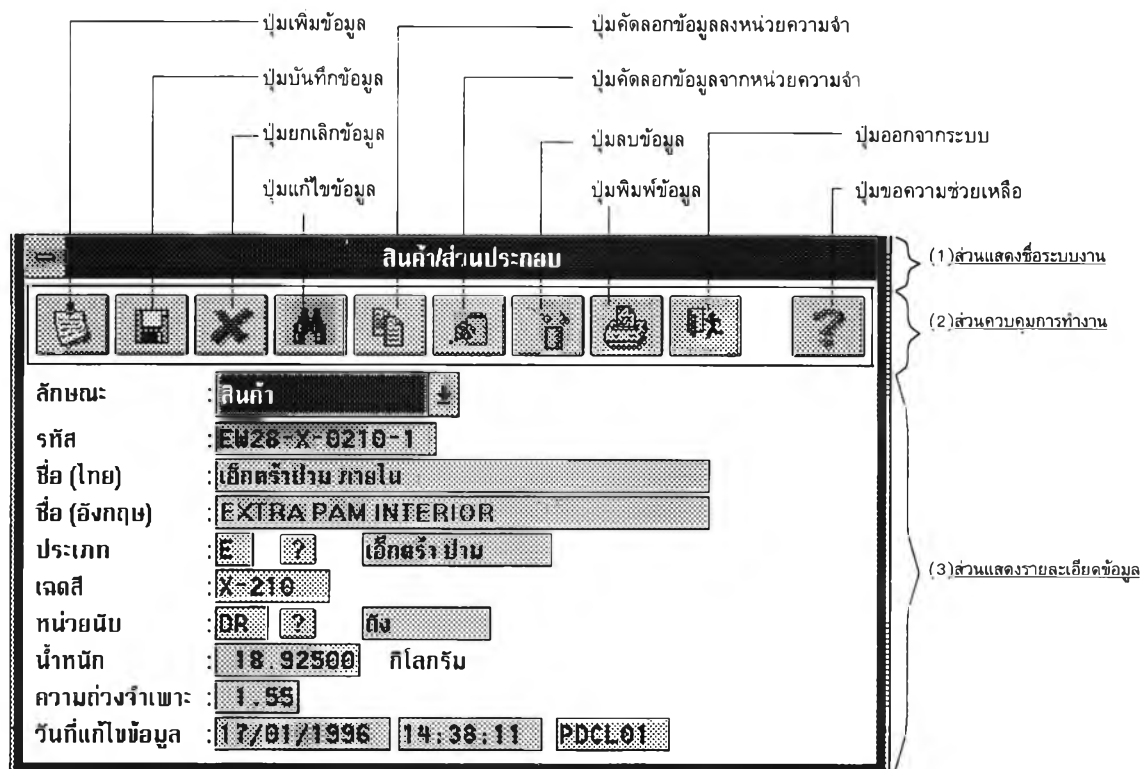 ปุ่มเพิ่มข้อมูล
ปุ่มคัดลอกข้อมูลลงหน่วยความจำ
ปุ่มบันทึกข้อมูล
ปุ่มคัดลอกข้อมูลจากหน่วยความจำ
ปุ่มยกเลิกข้อมูล
ปุ่มลบข้อมูล
ปุ่มออกจากระบบ
ปุ่มแก้ไขข้อมูล
ปุ่มพิมพ์ข้อมูล
ปุ่มขอความช่วยเหลือ
สินค้า/ส่วนประกอบ
(1)ส่วนแสดงชื่อระบบงาน
(2)ส่วนควบคุมการทำงาน
ลักษณะ : สินค้า
รหัส : EW28-X-0210-1
ชื่อ (ไทย) : เอ็กตร้าป่าม ภายใน
ชื่อ (อังกฤษ) : EXTRA PAM INTERIOR
ประเภท : E ? เอ็กตร้า ป่าม
(3)ส่วนแสดงรายละเอียดข้อมูล
เฉดสี : X-210
หน่วยนับ : DR ? ถัง
น้ำหนัก : 18.92500 กิโลกรัม
ความถ่วงจำเพาะ : 1.55
วันที่แก้ไขข้อมูล : 17/01/1996 14:38:11 PDCL01